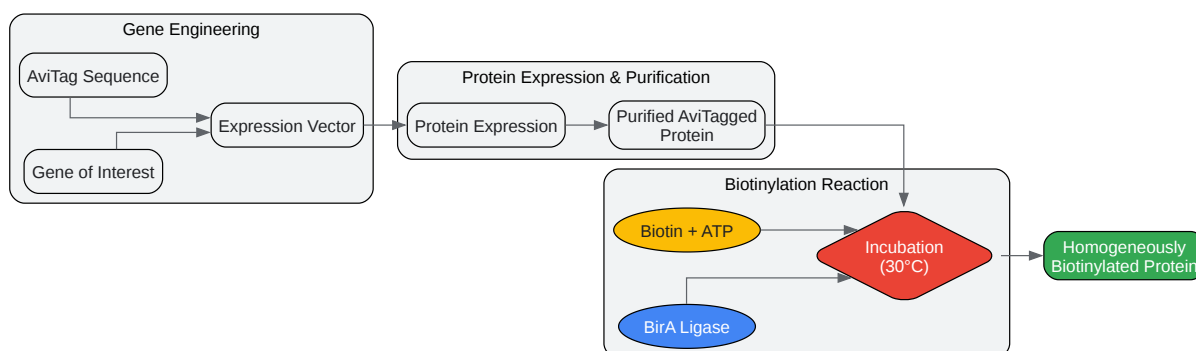 Gene Engineering
AviTag Sequence
Expression Vector
Gene of Interest
Protein Expression & Purification
Protein Expression
Purified AviTagged
Protein
Biotinylation Reaction
Biotin + ATP
BirA Ligase
Incubation
(30°C)
Homogeneously
Biotinylated Protein